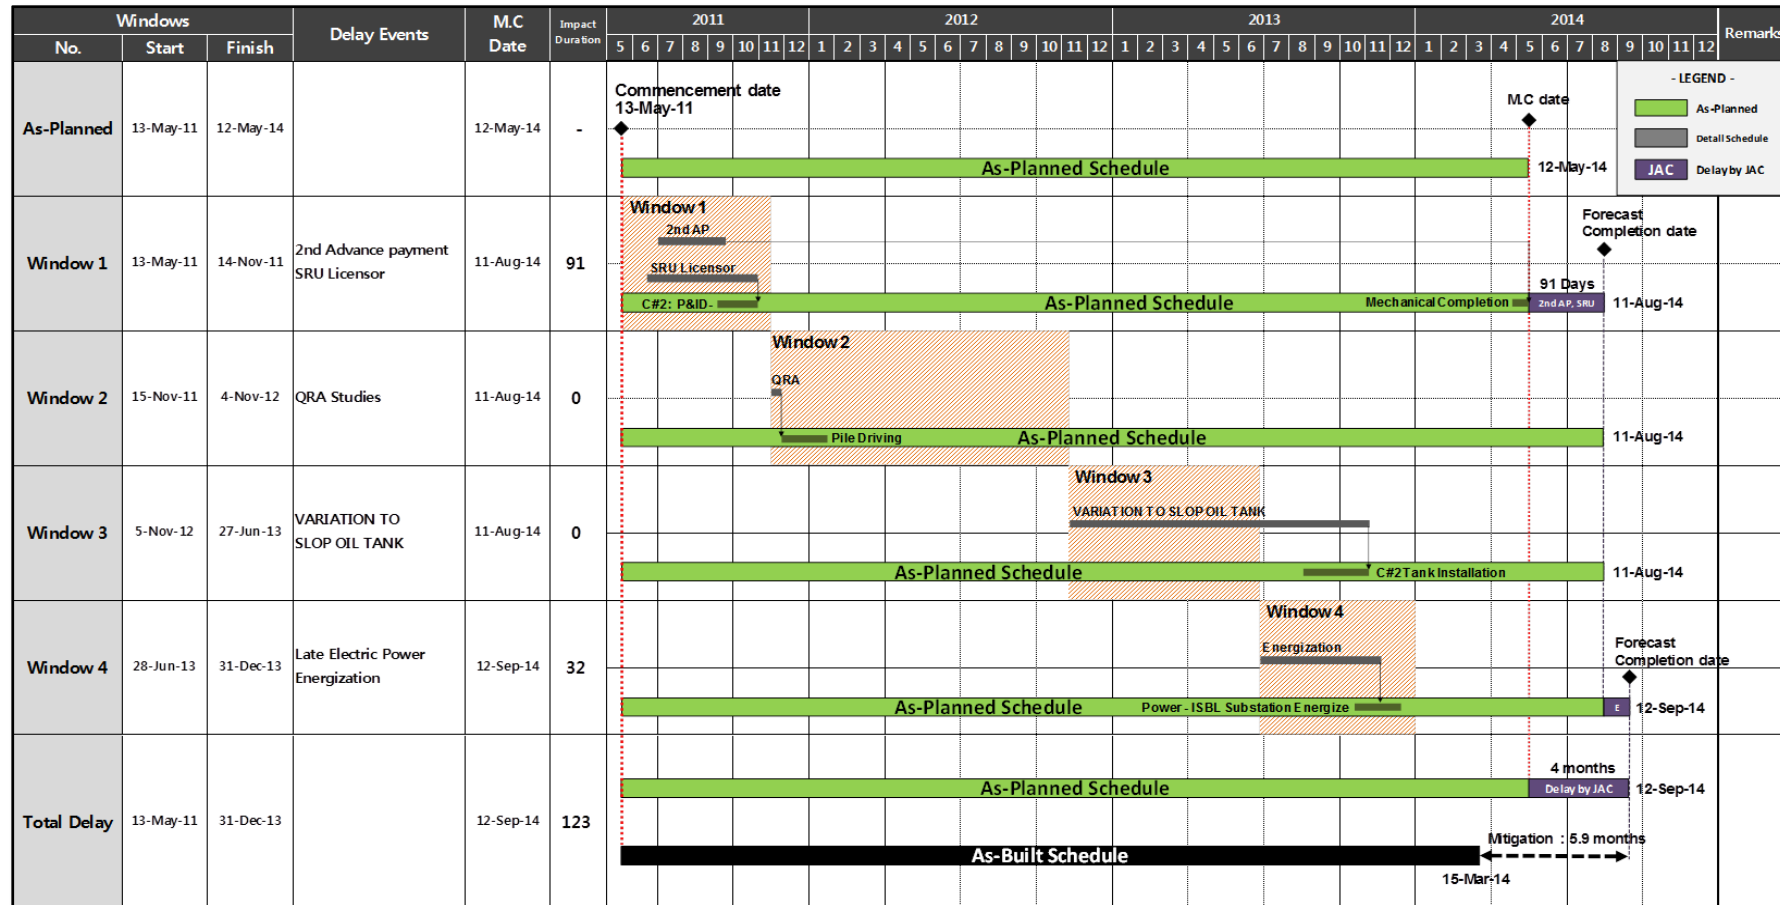 Windows
Delay Events
M.C
Date
Impact
Duration
2011
2012
2013
2014
Remarks
No.
Start
Finish
5 6 7 8 9 10 11 12 1 2 3 4 5 6 7 8 9 10 11 12 1 2 3 4 5 6 7 8 9 10 11 12 1 2 3 4 5 6 7 8 9 10 11 12
- LEGEND -
As-Planned
Detail Schedule
JAC
Delay by JAC
As-Planned
13-May-11
12-May-14
12-May-14
-
Commencement date
13-May-11
M.C date
As-Planned Schedule
12-May-14
Window 1
13-May-11
14-Nov-11
2nd Advance payment
SRU Licensor
11-Aug-14
91
Window 1
2nd AP
SRU Licensor
C#2: P&ID-
As-Planned Schedule
Mechanical Completion
Forecast
Completion date
91 Days
2nd AP, SRU
11-Aug-14
Window 2
15-Nov-11
4-Nov-12
QRA Studies
11-Aug-14
0
Window 2
QRA
Pile Driving
As-Planned Schedule
11-Aug-14
Window 3
5-Nov-12
27-Jun-13
VARIATION TO
SLOP OIL TANK
11-Aug-14
0
Window 3
VARIATION TO SLOP OIL TANK
As-Planned Schedule
C#2 Tank Installation
11-Aug-14
Window 4
28-Jun-13
31-Dec-13
Late Electric Power
Energization
12-Sep-14
32
Window 4
Energization
As-Planned Schedule
Power - ISBL Substation Energize
Forecast
Completion date
E
12-Sep-14
Total Delay
13-May-11
31-Dec-13
12-Sep-14
123
4 months
As-Planned Schedule
Delay by JAC
12-Sep-14
Mitigation : 5.9 months
As-Built Schedule
15-Mar-14